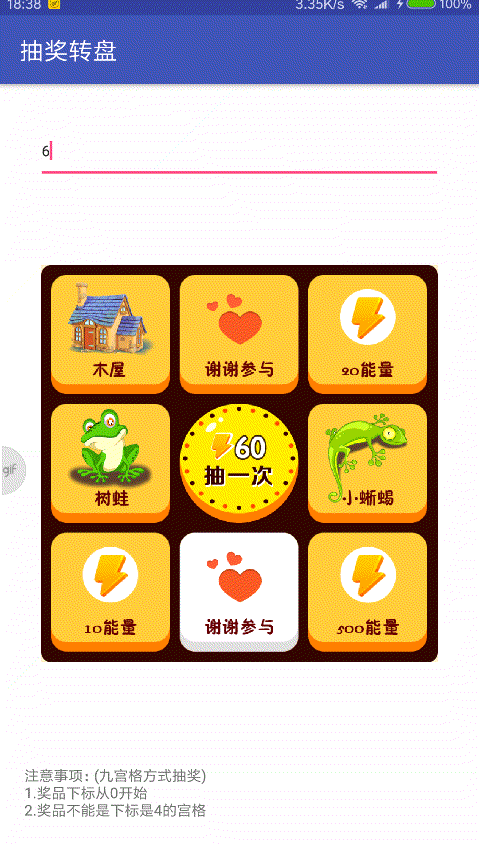 18:38 3.35K/s 100%
抽奖转盘
6
木屋 谢谢参与 20能量
60
抽一次
树蛙 小蜥蜴
10能量 谢谢参与 500能量
gif
注意事项:(九宫格方式抽奖)
1.奖品下标从0开始
2.奖品不能是下标是4的宫格